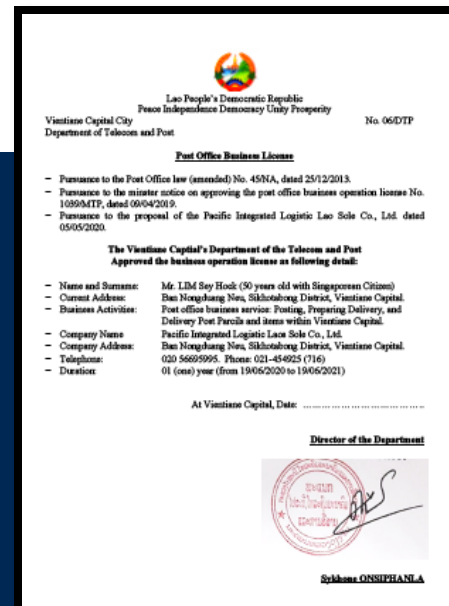 Lao People's Democratic Republic
Peace Independence Democracy Unity Prosperity
Vientiane Capital City No. 06/DTP
Department of Telecom and Post
Post Office Business License
− Pursuance to the Post Office law (amended) No. 45/NA, dated 25/12/2013.
− Pursuance to the minster notice on approving the post office business operation license No.
1039/MTP, dated 09/04/2019.
− Pursuance to the proposal of the Pacific Integrated Logistic Lao Sole Co., Ltd. dated
05/05/2020.
The Vientiane Captial's Department of the Telecom and Post
Approved the business operation license as following detail:
− Name and Surname: Mr. LIM Sey Hock (50 years old with Singaporean Citizen)
− Current Address: Ban Nongduang Neu, Sikhotabong District, Vientiane Capital.
− Business Activities: Post office business service: Posting, Preparing Delivery, and
Delivery Post Parcils and items within Vientiane Capital.
− Company Name Pacific Integrated Logistic Laos Sole Co., Ltd.
− Company Address: Ban Nongduang Neu, Sikhotabong District, Vientiane Capital.
− Telephone: 020 56695995. Phone: 021-454925 (716)
− Duration: 01 (one) year (from 19/06/2020 to 19/06/2021)
At Vientiane Capital, Date: ........................................
Director of the Department
Sykhone ONSIPHANLA